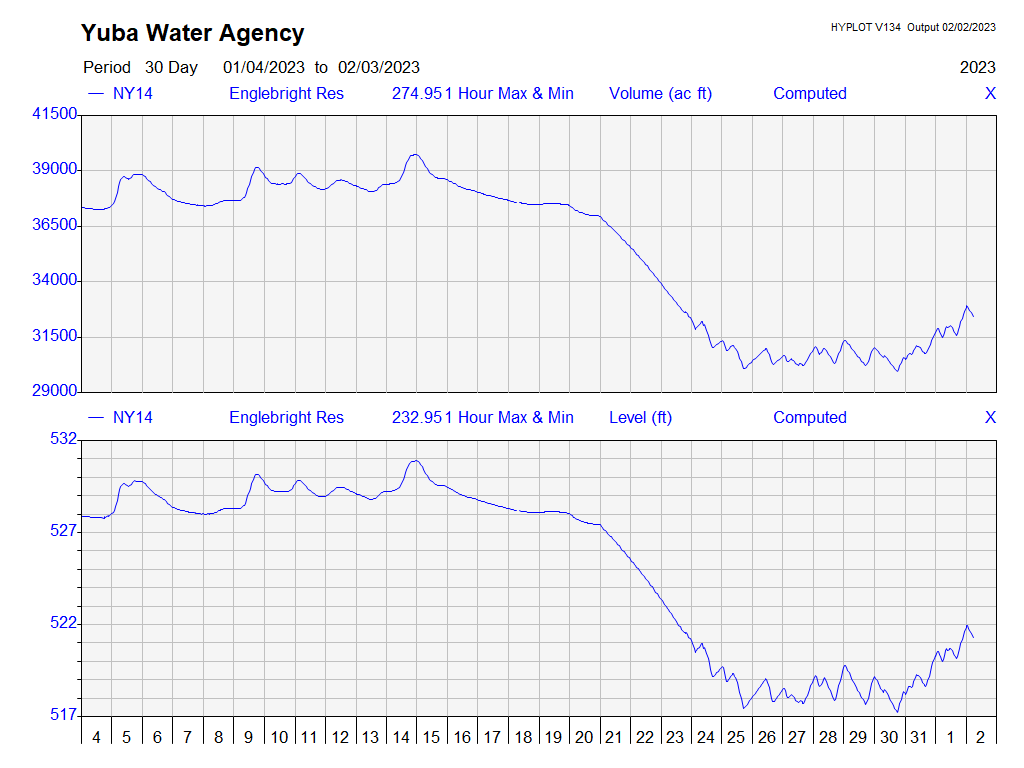 Yuba Water Agency
HYPLOT V134 Output 02/02/2023
Period 30 Day 01/04/2023 to 02/03/2023
2023
NY14 Englebright Res 274.951 Hour Max & Min Volume (ac ft) Computed X
41500
39000
36500
34000
31500
29000
NY14 Englebright Res 232.951 Hour Max & Min Level (ft) Computed X
532
527
522
517
4 5 6 7 8 9 10 11 12 13 14 15 16 17 18 19 20 21 22 23 24 25 26 27 28 29 30 31 1 2